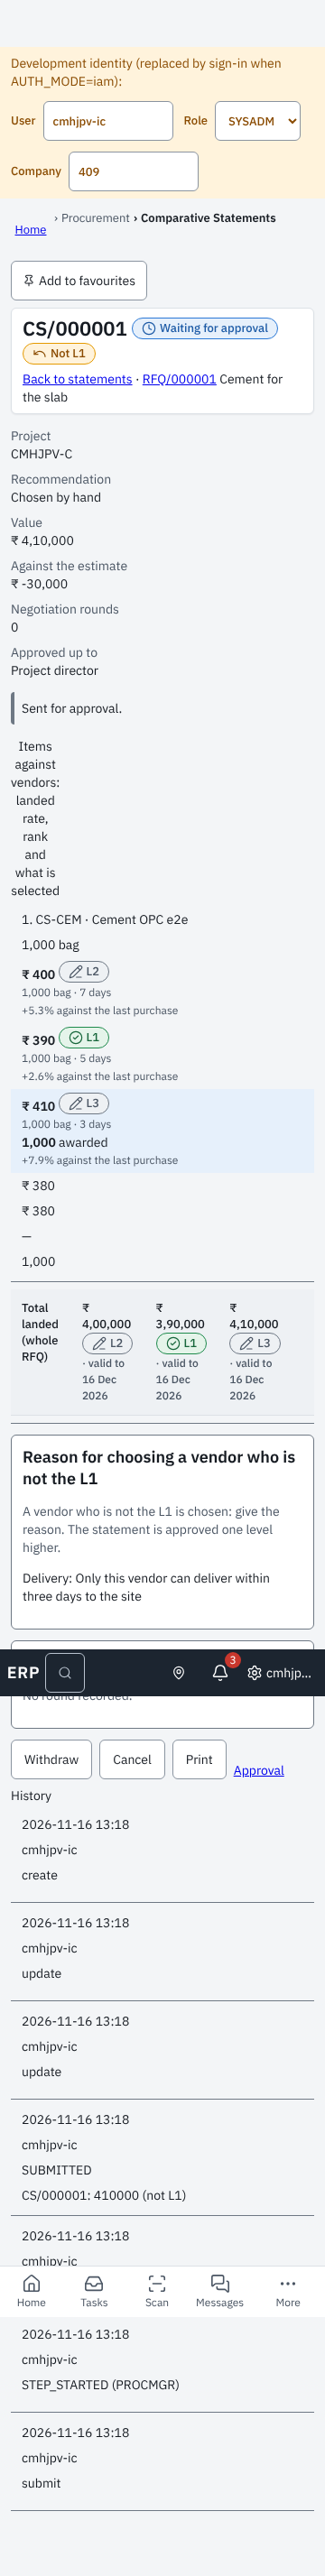 Development identity (replaced by sign-in when
AUTH_MODE=iam):
User cmhjpv-ic Role SYSADM
Company 409
Home › Procurement › Comparative Statements
Add to favourites
CS/000001 Waiting for approval
Not L1
Back to statements · RFQ/000001 Cement for
the slab
Project
CMHJPV-C
Recommendation
Chosen by hand
Value
₹ 4,10,000
Against the estimate
₹ -30,000
Negotiation rounds
0
Approved up to
Project director
Sent for approval.
Items
against
vendors:
landed
rate,
rank
and
what is
selected
1. CS-CEM · Cement OPC e2e
1,000 bag
₹ 400 L2
1,000 bag · 7 days
+5.3% against the last purchase
₹ 390 L1
1,000 bag · 5 days
+2.6% against the last purchase
₹ 410 L3
1,000 bag · 3 days
1,000 awarded
+7.9% against the last purchase
₹ 380
₹ 380
—
1,000
Total ₹ ₹ ₹
landed 4,00,000 3,90,000 4,10,000
(whole L2 L1 L3
RFQ) · valid to · valid to · valid to
16 Dec 16 Dec 16 Dec
2026 2026 2026
Reason for choosing a vendor who is
not the L1
A vendor who is not the L1 is chosen: give the
reason. The statement is approved one level
higher.
Delivery: Only this vendor can deliver within
three days to the site
ERP 3 cmhjp...
Withdraw Cancel Print Approval
History
2026-11-16 13:18
cmhjpv-ic
create
2026-11-16 13:18
cmhjpv-ic
update
2026-11-16 13:18
cmhjpv-ic
update
2026-11-16 13:18
cmhjpv-ic
SUBMITTED
CS/000001: 410000 (not L1)
2026-11-16 13:18
cmhjpv-ic
Home Tasks Scan Messages More
2026-11-16 13:18
cmhjpv-ic
STEP_STARTED (PROCMGR)
2026-11-16 13:18
cmhjpv-ic
submit